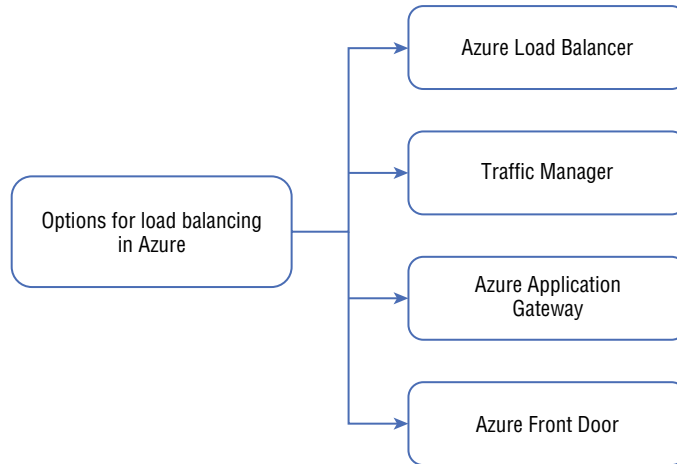 Options for load balancing
in Azure
Azure Load Balancer
Traffic Manager
Azure Application
Gateway
Azure Front Door